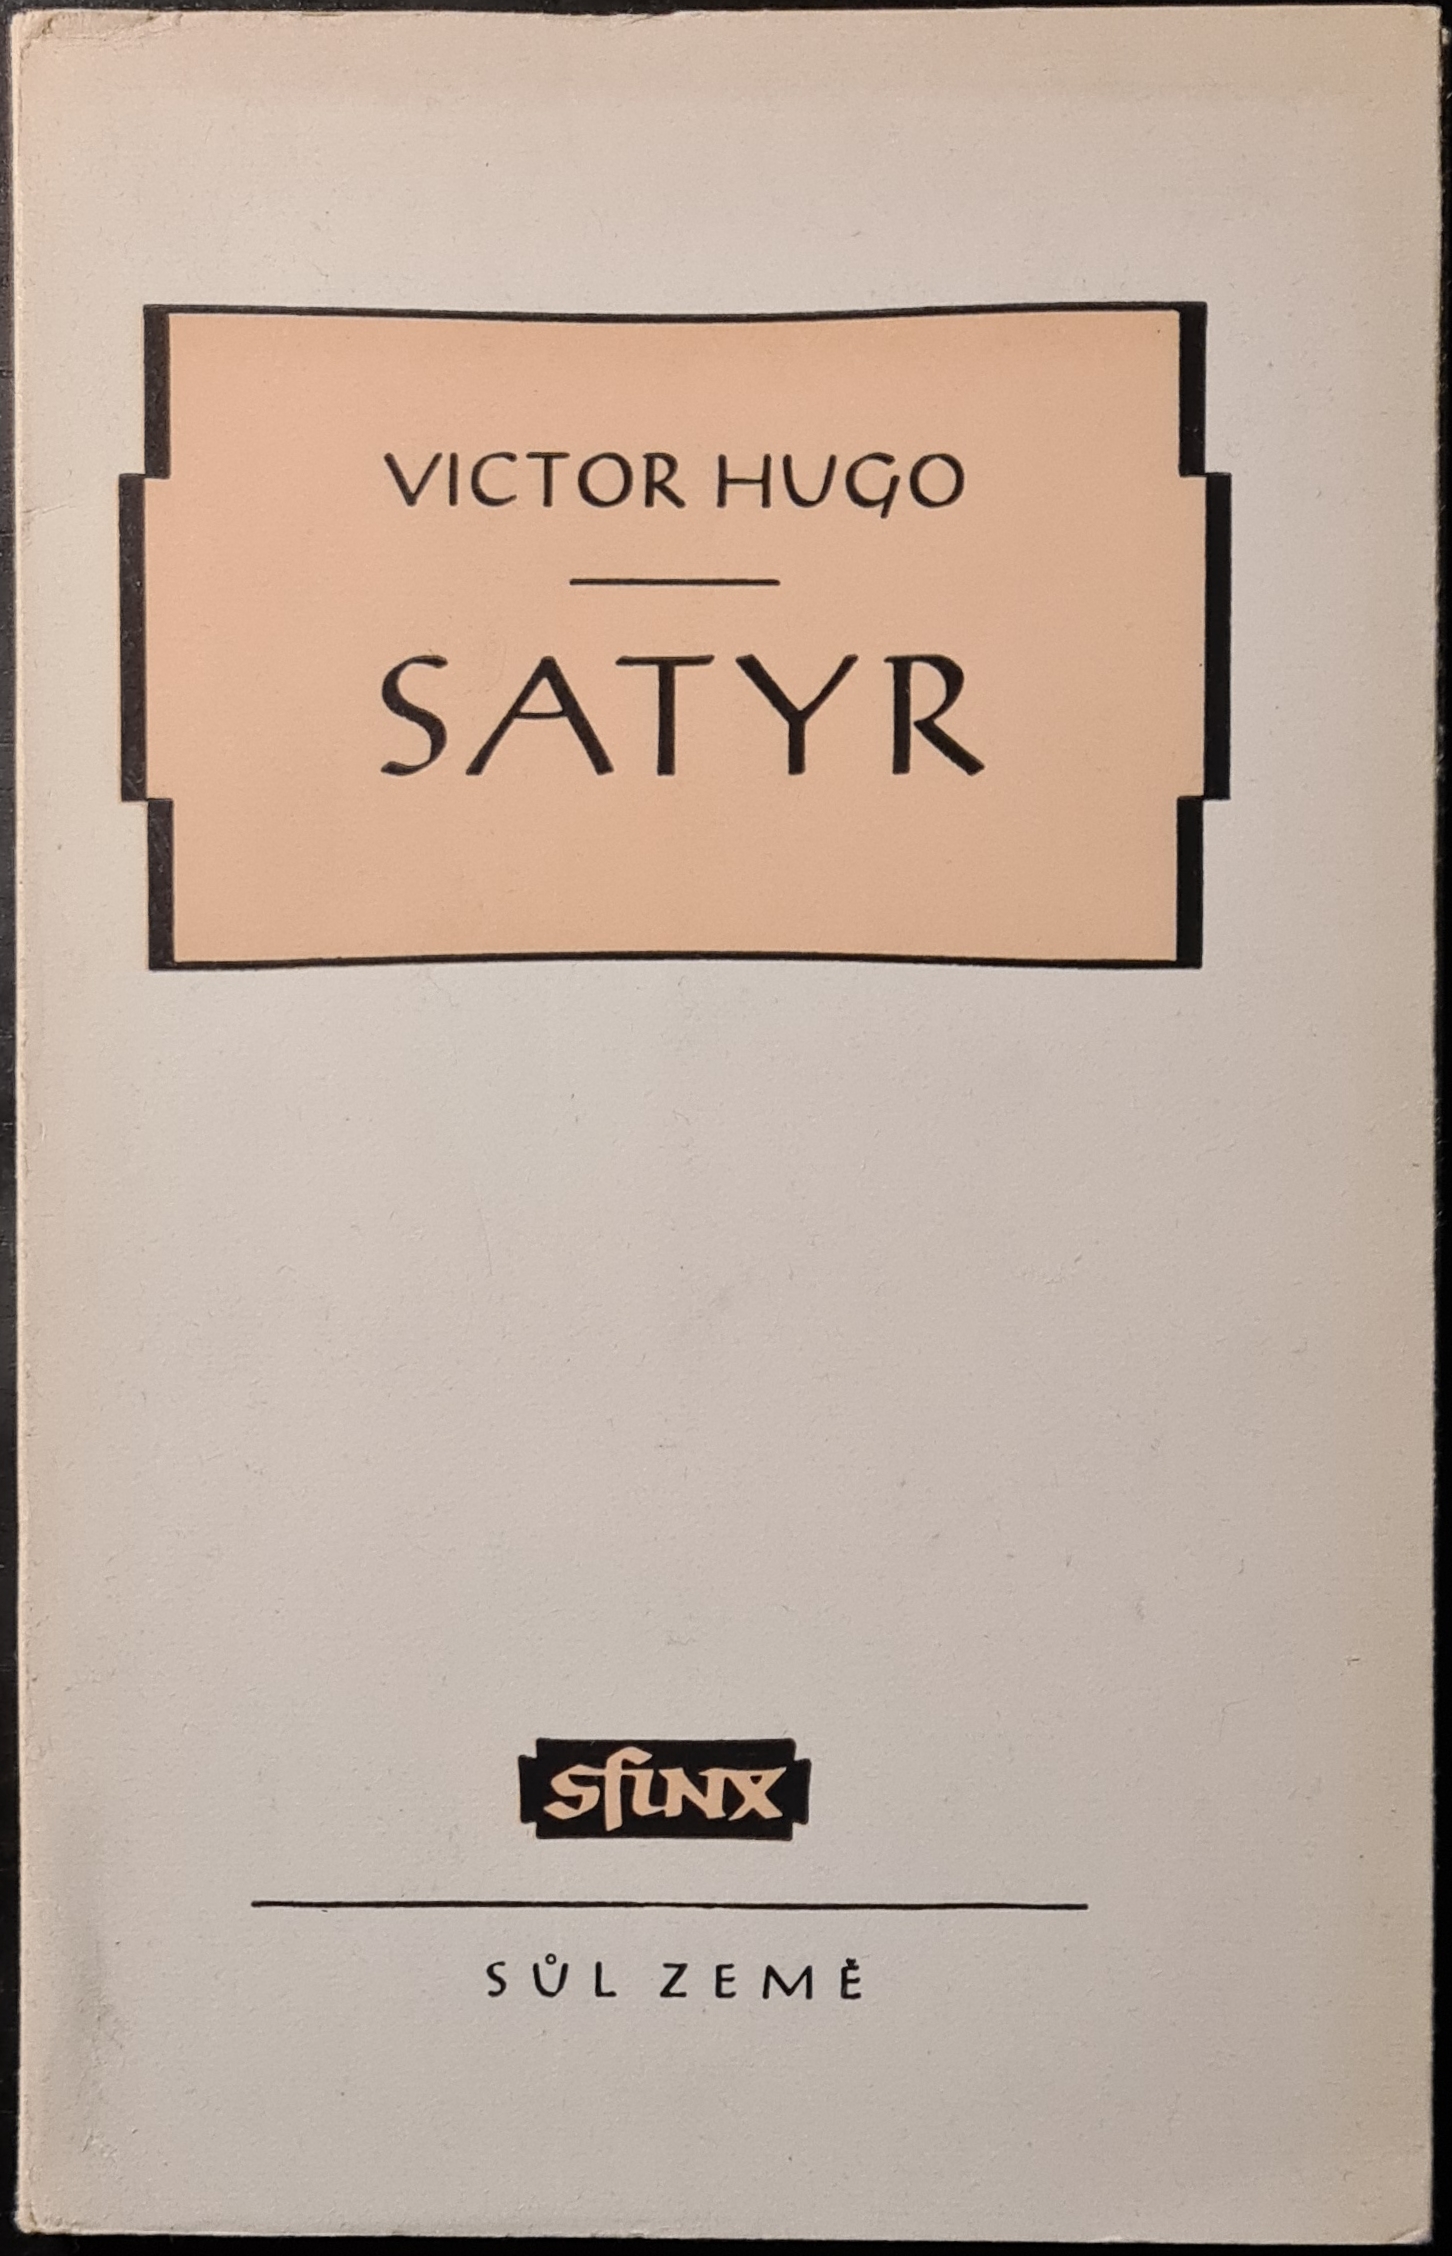 VICTOR HUGO
SATYR
sfinx
SŮL ZEMĚ